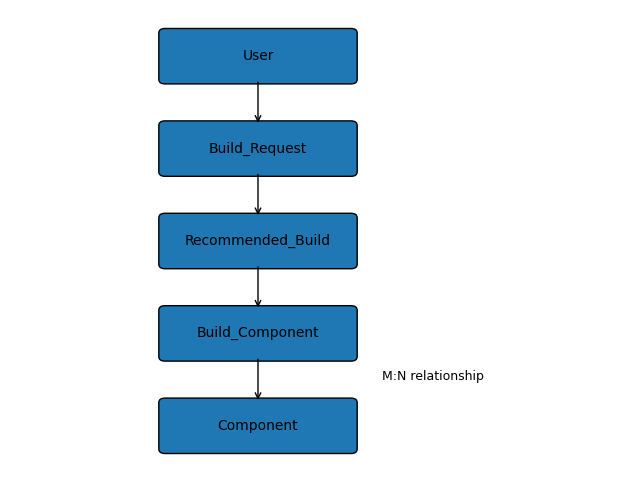 User
Build_Request
Recommended_Build
Build_Component
M:N relationship
Component